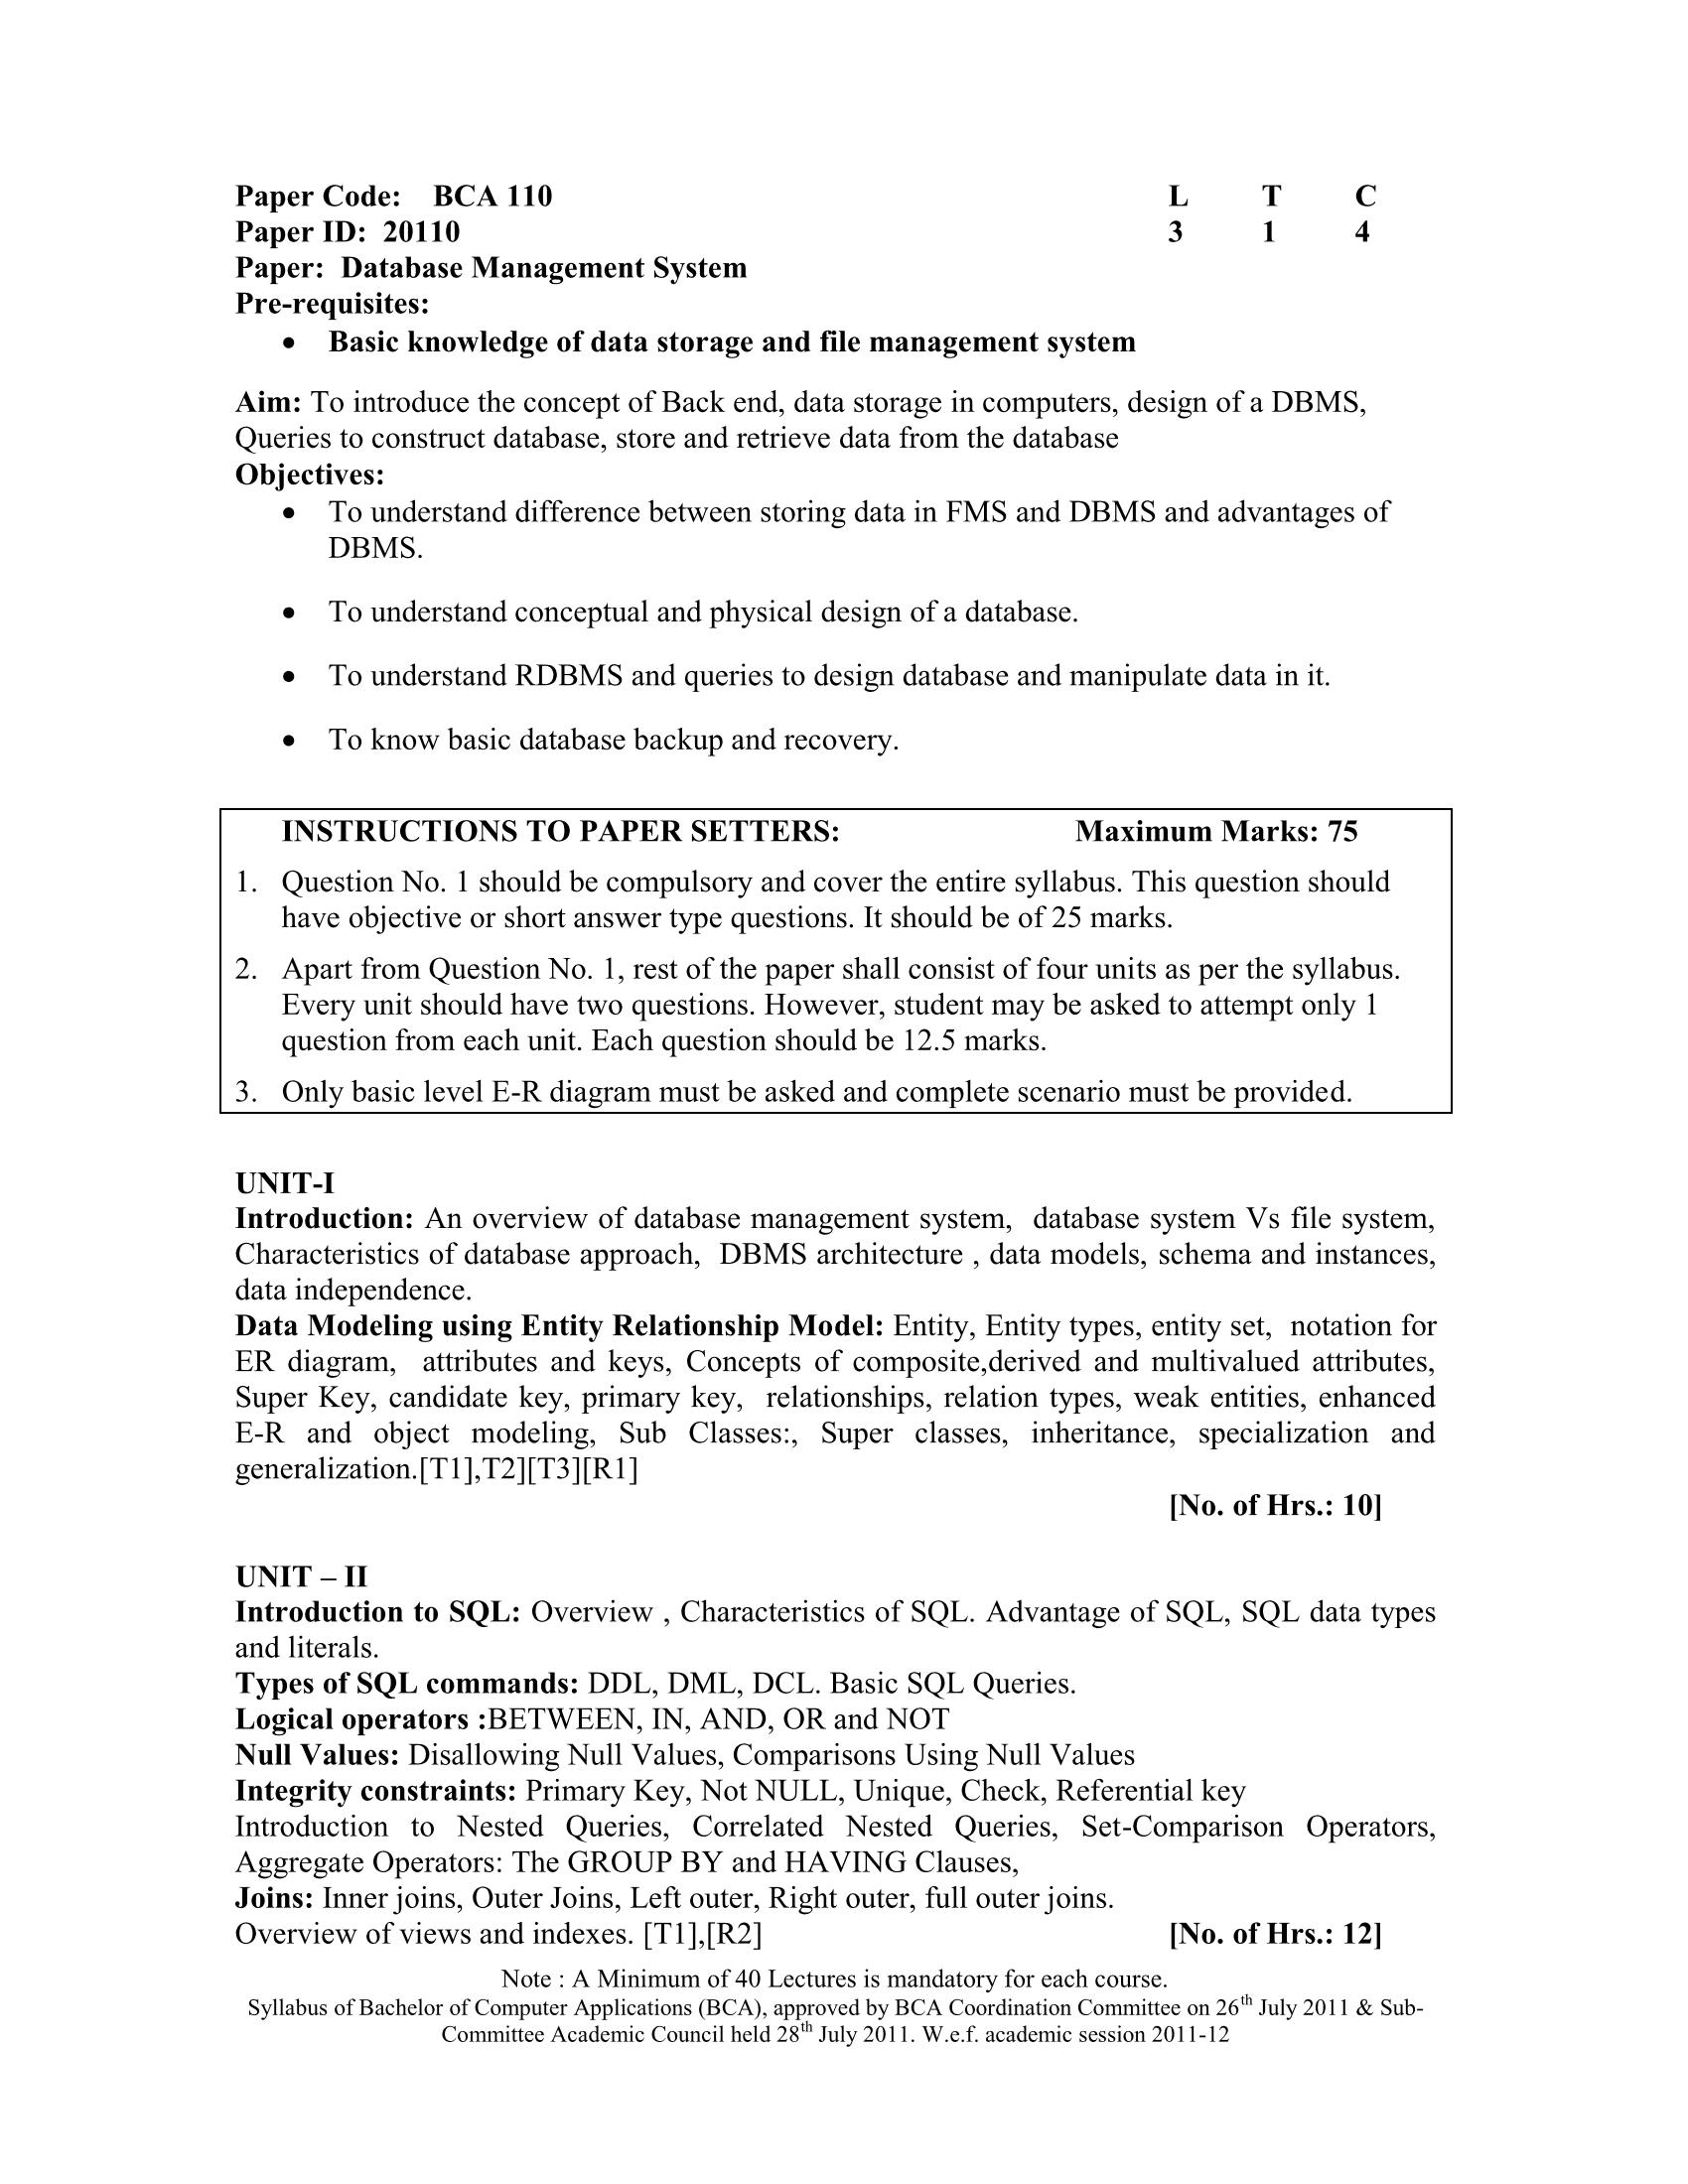 Paper Code: BCA 110 L T C
Paper ID: 20110 3 1 4
Paper: Database Management System
Pre-requisites:
• Basic knowledge of data storage and file management system
Aim: To introduce the concept of Back end, data storage in computers, design of a DBMS,
Queries to construct database, store and retrieve data from the database
Objectives:
• To understand difference between storing data in FMS and DBMS and advantages of
DBMS.
• To understand conceptual and physical design of a database.
• To understand RDBMS and queries to design database and manipulate data in it.
• To know basic database backup and recovery.
INSTRUCTIONS TO PAPER SETTERS: Maximum Marks: 75
1. Question No. 1 should be compulsory and cover the entire syllabus. This question should
have objective or short answer type questions. It should be of 25 marks.
2. Apart from Question No. 1, rest of the paper shall consist of four units as per the syllabus.
Every unit should have two questions. However, student may be asked to attempt only 1
question from each unit. Each question should be 12.5 marks.
3. Only basic level E-R diagram must be asked and complete scenario must be provided.
UNIT-I
Introduction: An overview of database management system, database system Vs file system,
Characteristics of database approach, DBMS architecture , data models, schema and instances,
data independence.
Data Modeling using Entity Relationship Model: Entity, Entity types, entity set, notation for
ER diagram, attributes and keys, Concepts of composite,derived and multivalued attributes,
Super Key, candidate key, primary key, relationships, relation types, weak entities, enhanced
E-R and object modeling, Sub Classes:, Super classes, inheritance, specialization and
generalization.[T1],T2][T3][R1]
[No. of Hrs.: 10]
UNIT – II
Introduction to SQL: Overview , Characteristics of SQL. Advantage of SQL, SQL data types
and literals.
Types of SQL commands: DDL, DML, DCL. Basic SQL Queries.
Logical operators :BETWEEN, IN, AND, OR and NOT
Null Values: Disallowing Null Values, Comparisons Using Null Values
Integrity constraints: Primary Key, Not NULL, Unique, Check, Referential key
Introduction to Nested Queries, Correlated Nested Queries, Set-Comparison Operators,
Aggregate Operators: The GROUP BY and HAVING Clauses,
Joins: Inner joins, Outer Joins, Left outer, Right outer, full outer joins.
Overview of views and indexes. [T1],[R2] [No. of Hrs.: 12]
Note : A Minimum of 40 Lectures is mandatory for each course.
Syllabus of Bachelor of Computer Applications (BCA), approved by BCA Coordination Committee on 26th July 2011 & Sub-
Committee Academic Council held 28th July 2011. W.e.f. academic session 2011-12